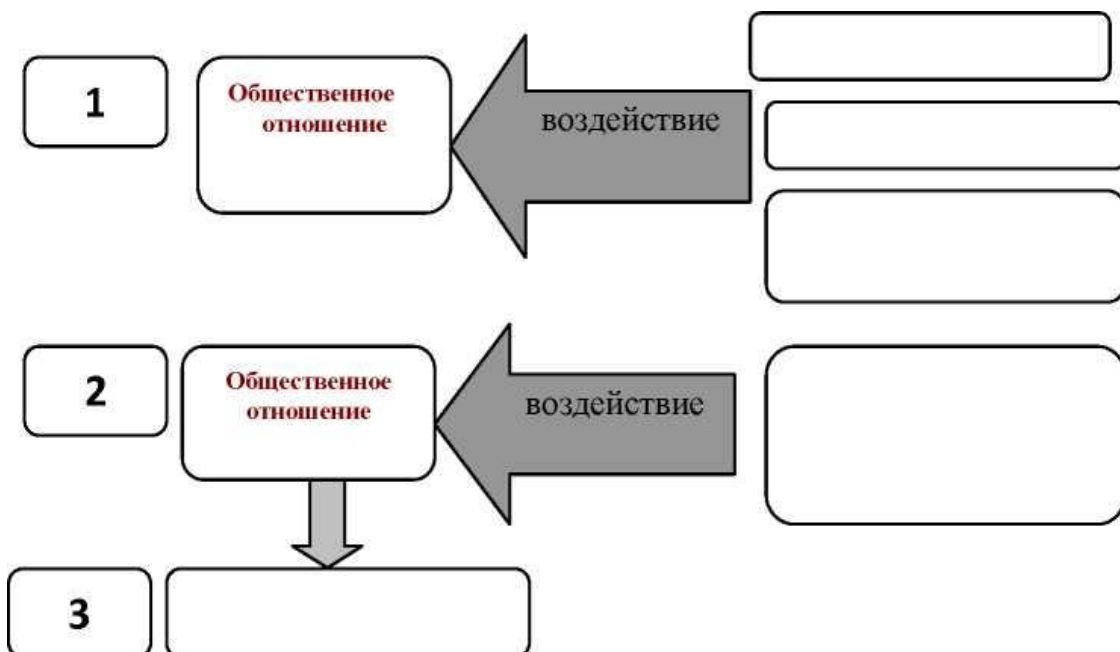 1
Общественное
отношение
воздействие
2
Общественное
отношение
воздействие
3